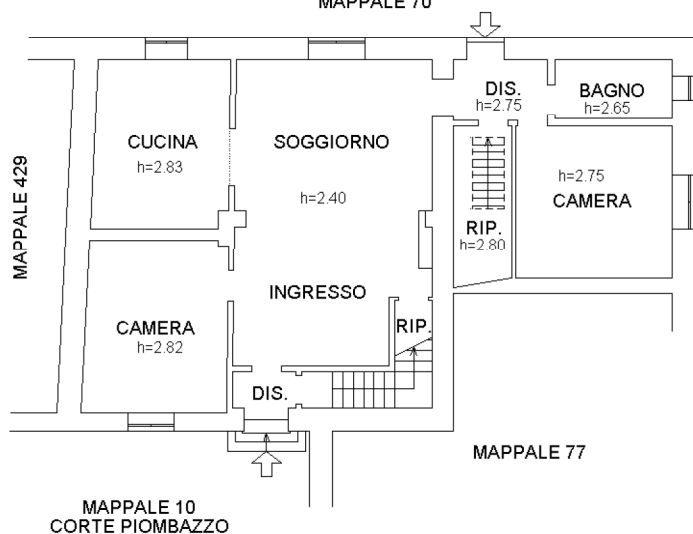 MAPPALE 70
DIS.
h=2.75
BAGNO
h=2.65
CUCINA
h=2.83
SOGGIORNO
h=2.40
h=2.75
CAMERA
MAPPALE 429
RIP.
h=2.80
INGRESSO
CAMERA
h=2.82
RIP.
DIS.
MAPPALE 77
MAPPALE 10
CORTE PIOMBAZZO